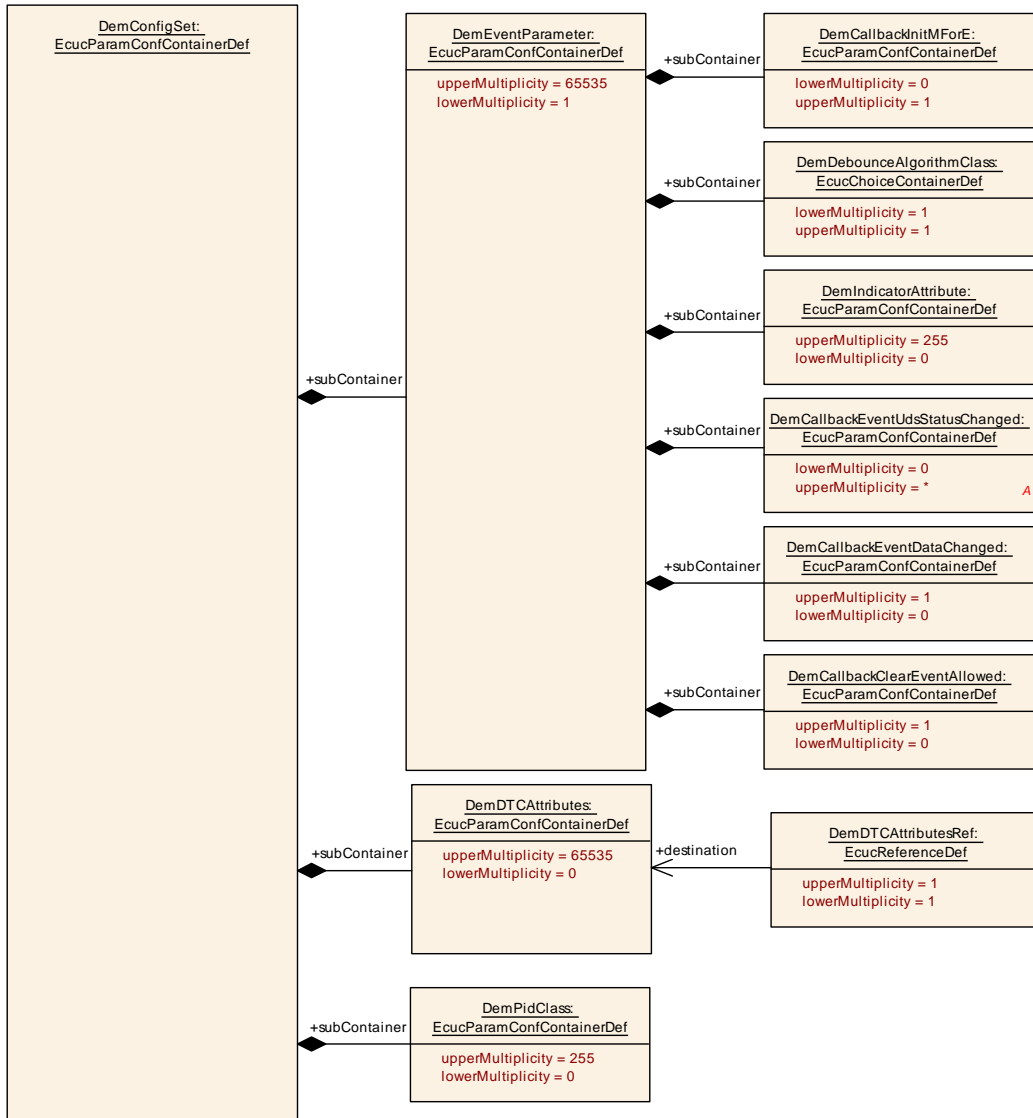 DemConfigSet:
EcucParamConfContainerDef
DemEventParameter:
EcucParamConfContainerDef
upperMultiplicity = 65535
lowerMultiplicity = 1
+subContainer
DemCallbackInitMForE:
EcucParamConfContainerDef
lowerMultiplicity = 0
upperMultiplicity = 1
+subContainer
DemDebounceAlgorithmClass:
EcucChoiceContainerDef
lowerMultiplicity = 1
upperMultiplicity = 1
+subContainer
DemIndicatorAttribute:
EcucParamConfContainerDef
upperMultiplicity = 255
lowerMultiplicity = 0
+subContainer
+subContainer
DemCallbackEventUdsStatusChanged:
EcucParamConfContainerDef
lowerMultiplicity = 0
upperMultiplicity = *
A
+subContainer
DemCallbackEventDataChanged:
EcucParamConfContainerDef
upperMultiplicity = 1
lowerMultiplicity = 0
+subContainer
DemCallbackClearEventAllowed:
EcucParamConfContainerDef
upperMultiplicity = 1
lowerMultiplicity = 0
+subContainer
DemDTCAttributes:
EcucParamConfContainerDef
upperMultiplicity = 65535
lowerMultiplicity = 0
+destination
DemDTCAttributesRef:
EcucReferenceDef
upperMultiplicity = 1
lowerMultiplicity = 1
+subContainer
DemPidClass:
EcucParamConfContainerDef
upperMultiplicity = 255
lowerMultiplicity = 0